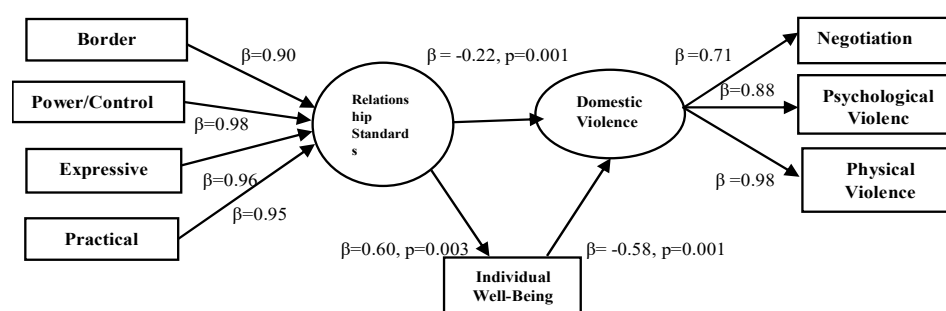 Border
Power/Control
Expressive
Practical
β=0.90
β=0.98
β=0.96
β=0.95
Relations
hip
Standard
s
β = -0.22, p=0.001
β=0.60, p=0.003
Individual
Well-Being
β= -0.58, p=0.001
Domestic
Violence
β=0.71
β=0.88
β=0.98
Negotiation
Psychological
Violenc
Physical
Violence